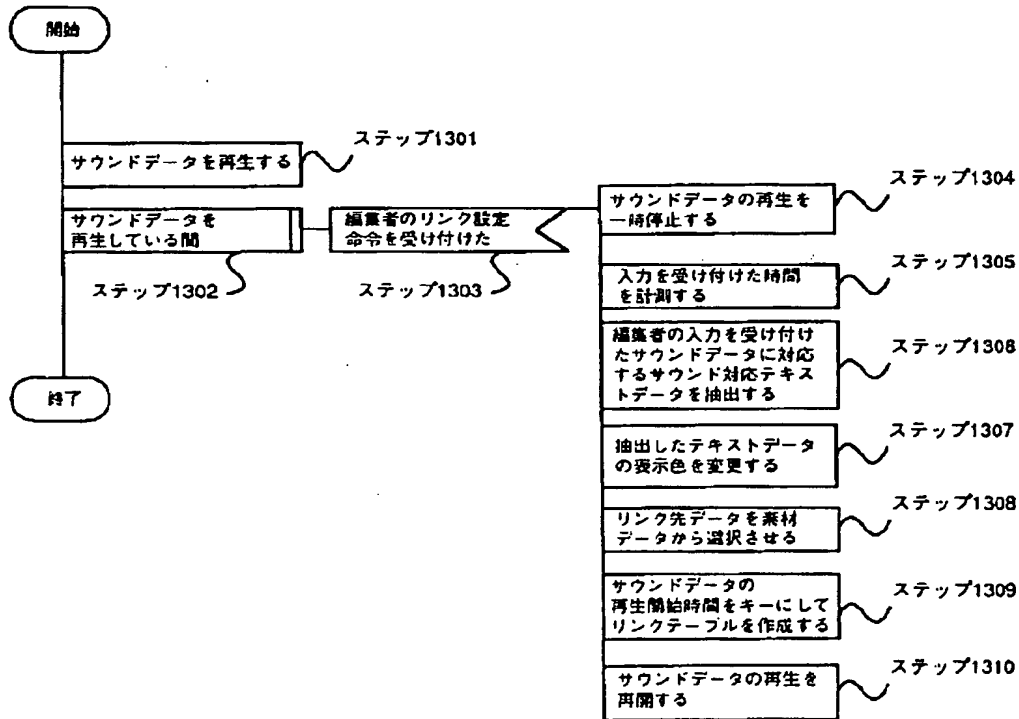 開始
サウンドデータを再生する
ステップ1301
サウンドデータを
再生している間
ステップ1302
編集者のリンク設定
命令を受け付けた
ステップ1303
サウンドデータの再生を
一時停止する
ステップ1304
入力を受け付けた時間
を計測する
ステップ1305
編集者の入力を受け付け
たサウンドデータに対応
するサウンド対応テキス
トデータを抽出する
ステップ1306
抽出したテキストデータ
の表示色を変更する
ステップ1307
リンク先データを素材
データから選択させる
ステップ1308
サウンドデータの
再生開始時間をキーにして
リンクテーブルを作成する
ステップ1309
サウンドデータの再生を
再開する
ステップ1310
終了